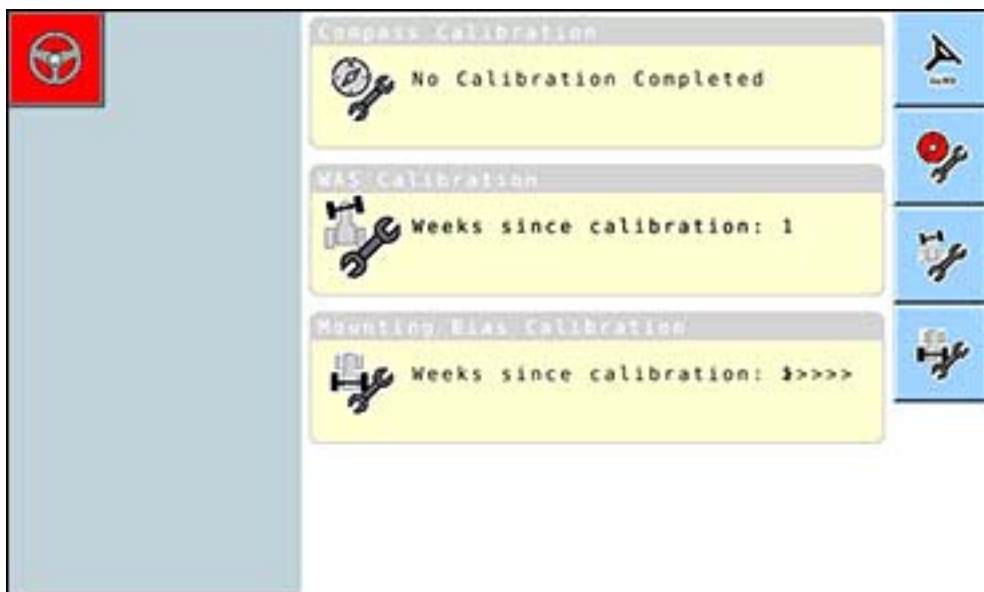 Compass Calibration
No Calibration Completed
WAS Calibration
Weeks since calibration: 1
Mounting Bias Calibration
Weeks since calibration: >>>>